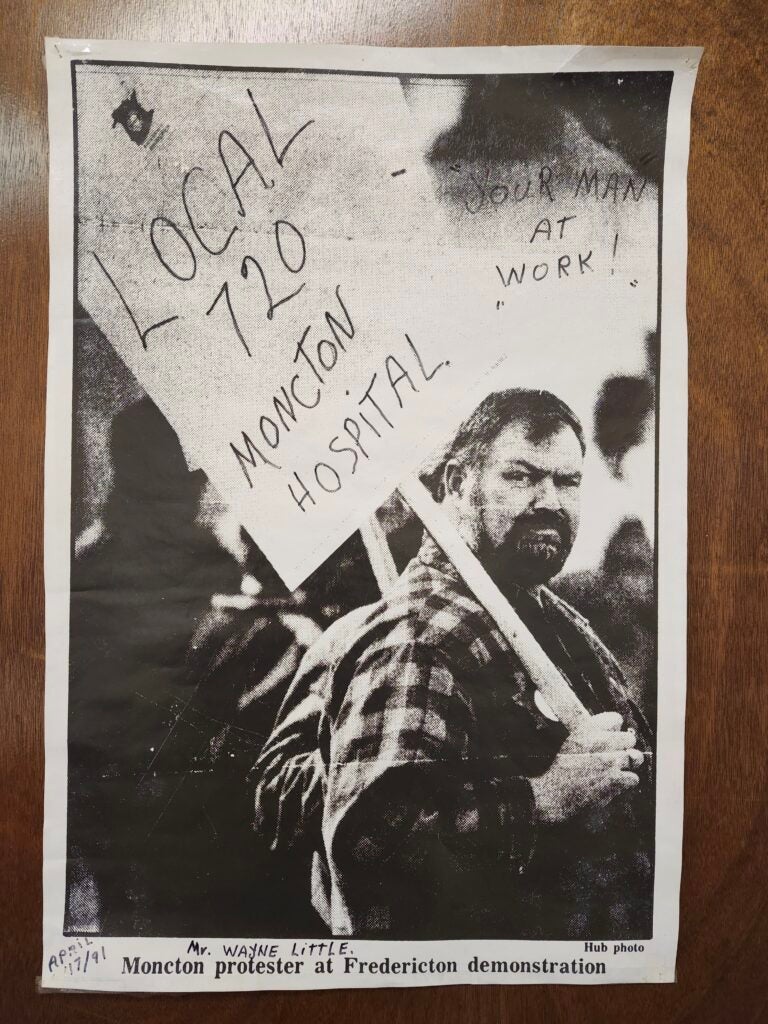 LOCAL
720
MONCTON
HOSPITAL.
"YOUR MAN
AT
WORK!"
APRIL
17/91
Mr. WAYNE LITTLE.
Hub photo
Moncton protester at Fredericton demonstration